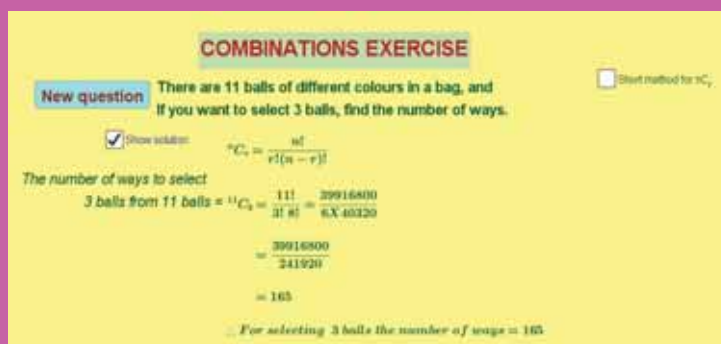 COMBINATIONS EXERCISE
Short method for nCᵣ
New question
There are 11 balls of different colours in a bag, and
If you want to select 3 balls, find the number of ways.
Show solution
ⁿCᵣ = n! / r!(n − r)!
The number of ways to select
3 balls from 11 balls = ¹¹C₃ = 11! / 3! 8! = 39916800 / 6X40320
= 39916800 / 241920
= 165
∴ For selecting 3 balls the number of ways = 165